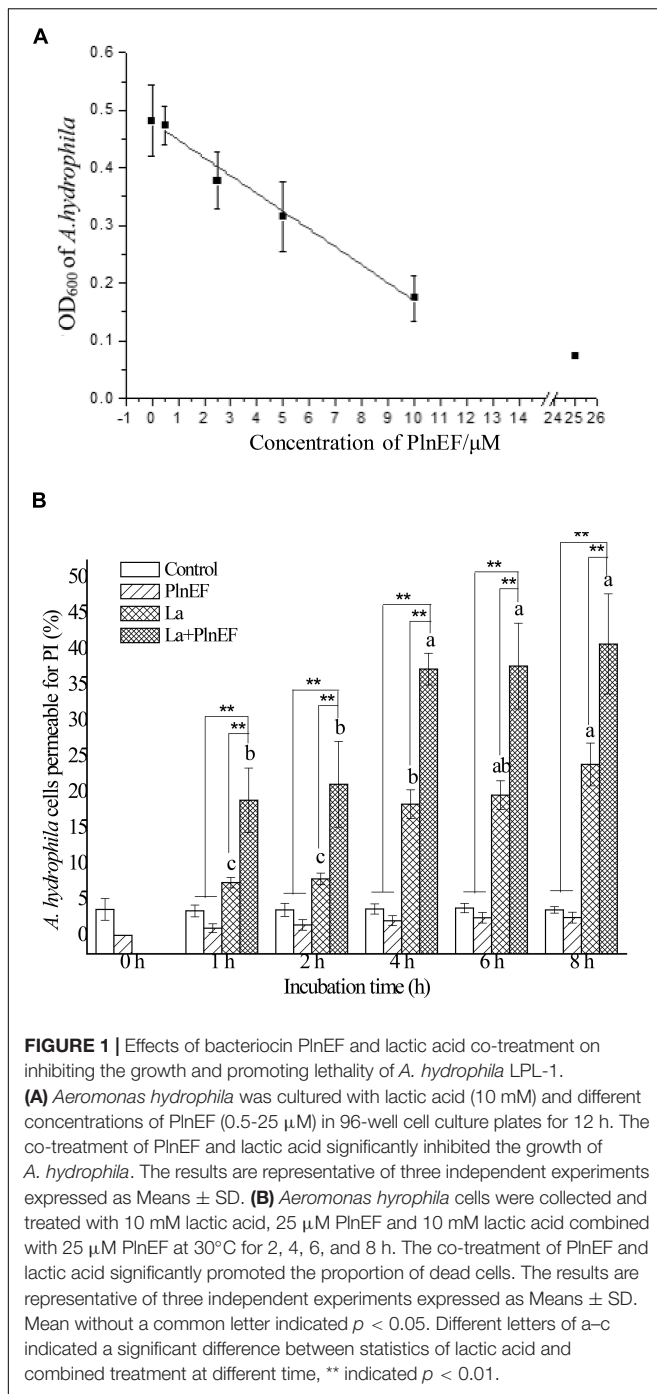 A
0.6
0.5
0.4
0.3
0.2
0.1
0.0
OD600 of A.hydrophila
-1 0 1 2 3 4 5 6 7 8 9 10 11 12 13 14 24 25 26
Concentration of PlnEF/μM
B
50
45
40
35
30
25
20
15
10
5
0
A. hydrophila cells permeable for PI (%)
Control
PlnEF
La
La+PlnEF
** ** ** ** **
** ** ** ** **
c b c b b a ab a a a
0 h 1 h 2 h 4 h 6 h 8 h
Incubation time (h)
FIGURE 1 | Effects of bacteriocin PlnEF and lactic acid co-treatment on
inhibiting the growth and promoting lethality of A. hydrophila LPL-1.
(A) Aeromonas hydrophila was cultured with lactic acid (10 mM) and different
concentrations of PlnEF (0.5-25 μM) in 96-well cell culture plates for 12 h. The
co-treatment of PlnEF and lactic acid significantly inhibited the growth of
A. hydrophila. The results are representative of three independent experiments
expressed as Means ± SD. (B) Aeromonas hyrophila cells were collected and
treated with 10 mM lactic acid, 25 μM PlnEF and 10 mM lactic acid combined
with 25 μM PlnEF at 30°C for 2, 4, 6, and 8 h. The co-treatment of PlnEF and
lactic acid significantly promoted the proportion of dead cells. The results are
representative of three independent experiments expressed as Means ± SD.
Mean without a common letter indicated p < 0.05. Different letters of a–c
indicated a significant difference between statistics of lactic acid and
combined treatment at different time, ** indicated p < 0.01.